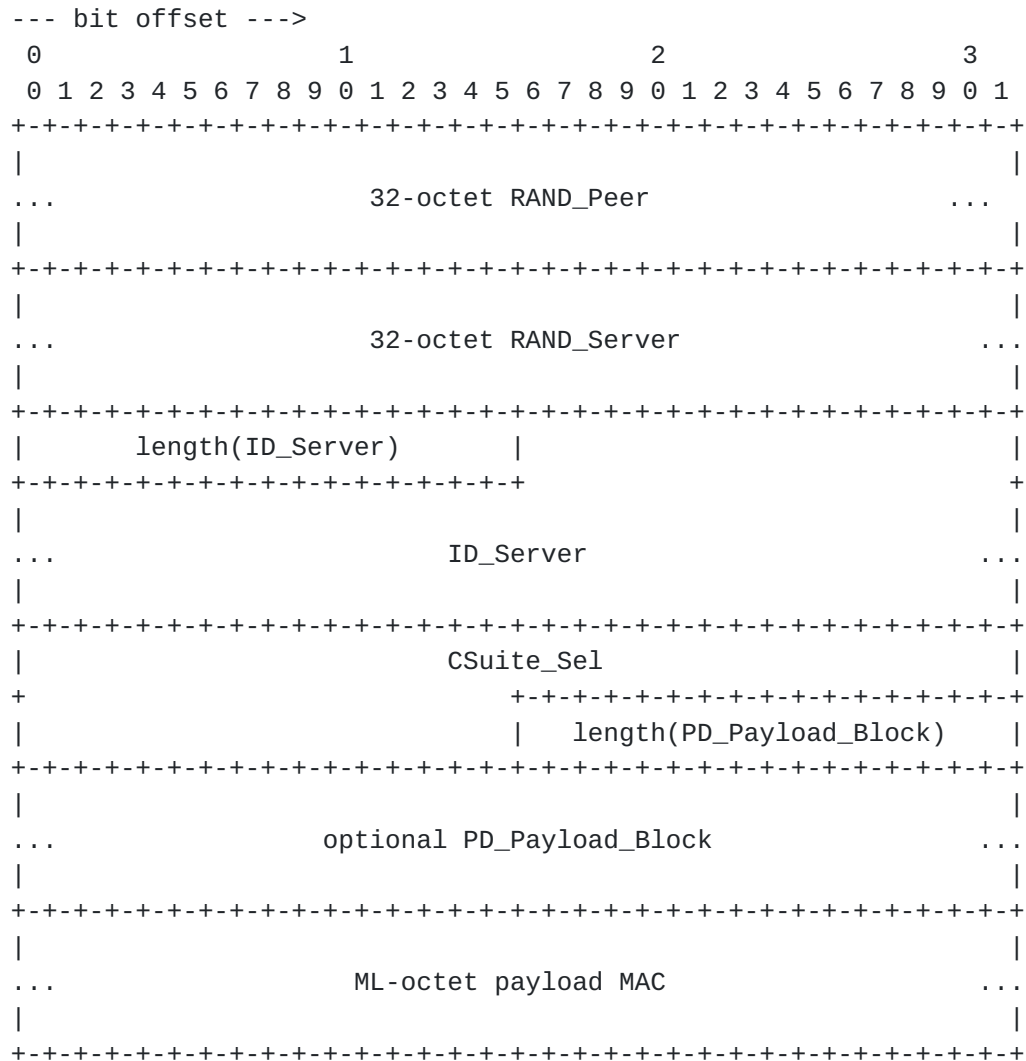 --- bit offset --->
 0                   1                   2                   3
 0 1 2 3 4 5 6 7 8 9 0 1 2 3 4 5 6 7 8 9 0 1 2 3 4 5 6 7 8 9 0 1
+-+-+-+-+-+-+-+-+-+-+-+-+-+-+-+-+-+-+-+-+-+-+-+-+-+-+-+-+-+-+-+-+
|                                                               |
...                    32-octet RAND_Peer                   ...
|                                                               |
+-+-+-+-+-+-+-+-+-+-+-+-+-+-+-+-+-+-+-+-+-+-+-+-+-+-+-+-+-+-+-+-+
|                                                               |
...                    32-octet RAND_Server                   ...
|                                                               |
+-+-+-+-+-+-+-+-+-+-+-+-+-+-+-+-+-+-+-+-+-+-+-+-+-+-+-+-+-+-+-+-+
|       length(ID_Server)       |                               |
+-+-+-+-+-+-+-+-+-+-+-+-+-+-+-+-+                               +
|                                                               |
...                         ID_Server                         ...
|                                                               |
+-+-+-+-+-+-+-+-+-+-+-+-+-+-+-+-+-+-+-+-+-+-+-+-+-+-+-+-+-+-+-+-+
|                           CSuite_Sel                          |
+                               +-+-+-+-+-+-+-+-+-+-+-+-+-+-+-+-+
|                               |   length(PD_Payload_Block)    |
+-+-+-+-+-+-+-+-+-+-+-+-+-+-+-+-+-+-+-+-+-+-+-+-+-+-+-+-+-+-+-+-+
|                                                               |
...                 optional PD_Payload_Block                 ...
|                                                               |
+-+-+-+-+-+-+-+-+-+-+-+-+-+-+-+-+-+-+-+-+-+-+-+-+-+-+-+-+-+-+-+-+
|                                                               |
...                   ML-octet payload MAC                    ...
|                                                               |
+-+-+-+-+-+-+-+-+-+-+-+-+-+-+-+-+-+-+-+-+-+-+-+-+-+-+-+-+-+-+-+-+